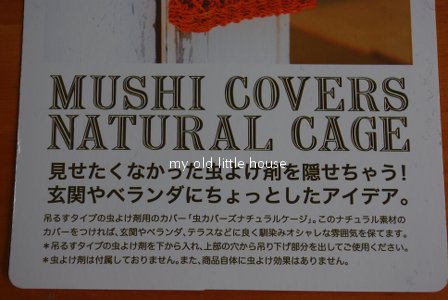 MUSHI COVERS
NATURAL CAGE
my old little house
見せたくなかった虫よけ剤を隠せちゃう!
玄関やベランダにちょっとしたアイデア。
吊るすタイプの虫よけ剤用のカバー「虫カバーズナチュラルケージ」。このナチュラル素材の
カバーをつければ、玄関やベランダ、テラスなどに良く馴染みオシャレな雰囲気を保てます。
*吊るすタイプの虫よけ剤を下から入れ、上部の穴から吊り下げ部分を出してご使用ください。
*虫よけ剤は付属しておりません。また、商品自体に虫よけ効果はありません。